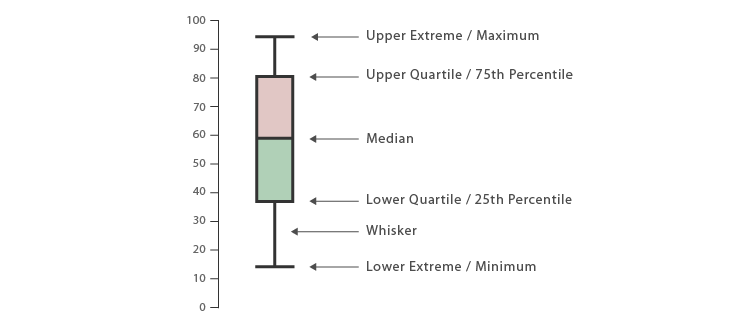 100
Upper Extreme / Maximum
90
80
Upper Quartile / 75th Percentile
70
60
Median
50
40
Lower Quartile / 25th Percentile
30
Whisker
20
Lower Extreme / Minimum
10
0